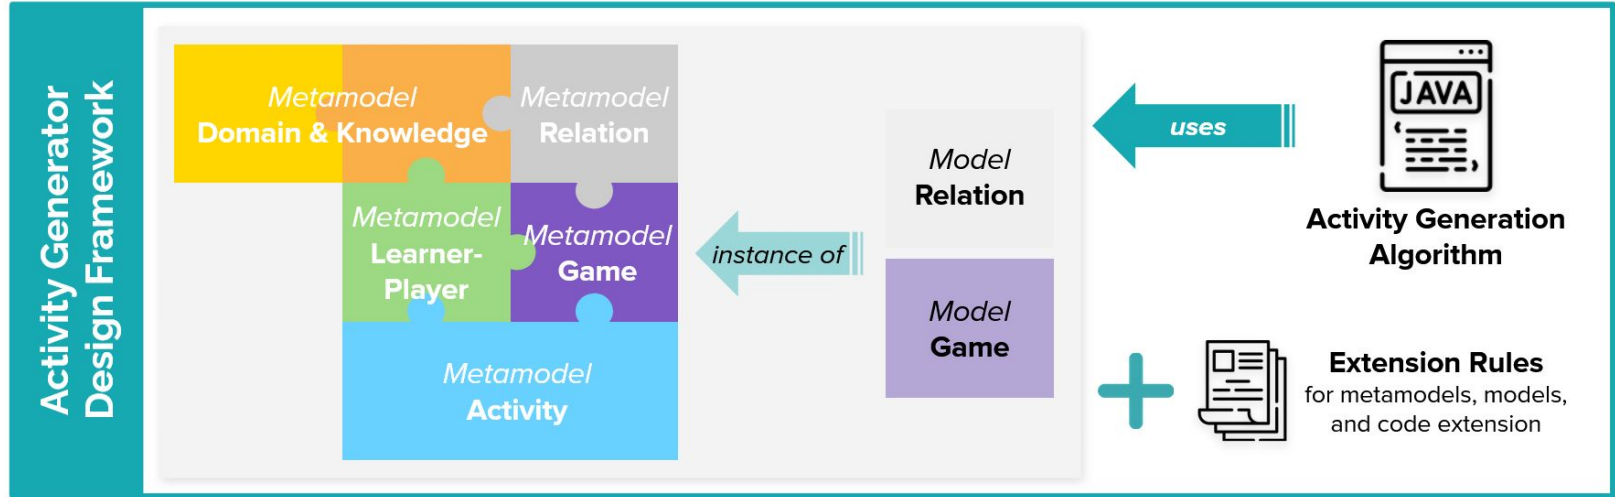 Activity Generator
Design Framework
Metamodel
Domain & Knowledge
Metamodel
Relation
Metamodel
Learner-
Player
Metamodel
Game
Metamodel
Activity
instance of
Model
Relation
Model
Game
uses
JAVA
Activity Generation
Algorithm
Extension Rules
for metamodels, models,
and code extension